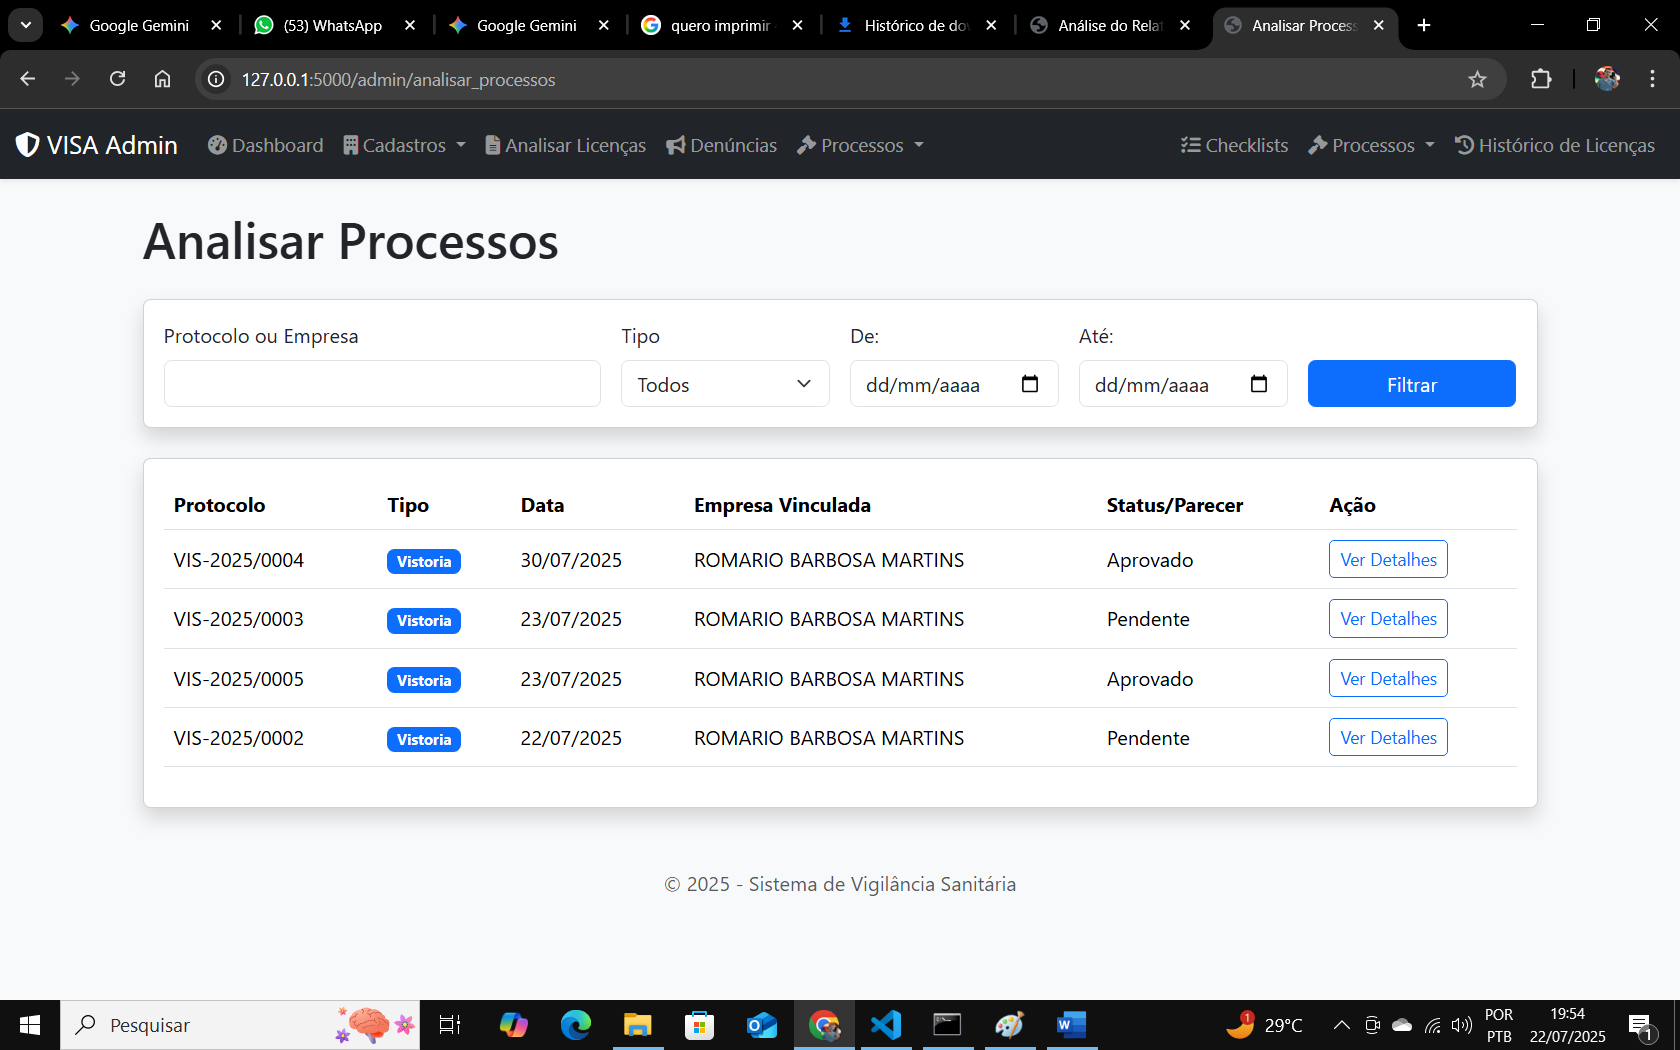 Google Gemini
(53) WhatsApp
Google Gemini
quero imprimir
Histórico de do
Análise do Relat
Analisar Process
127.0.0.1:5000/admin/analisar_processos
VISA Admin
Dashboard
Cadastros
Analisar Licenças
Denúncias
Processos
Checklists
Processos
Histórico de Licenças
Analisar Processos
Protocolo ou Empresa
Tipo
De:
Até:
Todos
dd/mm/aaaa
dd/mm/aaaa
Filtrar
Protocolo Tipo Data Empresa Vinculada Status/Parecer Ação
VIS-2025/0004 Vistoria 30/07/2025 ROMARIO BARBOSA MARTINS Aprovado Ver Detalhes
VIS-2025/0003 Vistoria 23/07/2025 ROMARIO BARBOSA MARTINS Pendente Ver Detalhes
VIS-2025/0005 Vistoria 23/07/2025 ROMARIO BARBOSA MARTINS Aprovado Ver Detalhes
VIS-2025/0002 Vistoria 22/07/2025 ROMARIO BARBOSA MARTINS Pendente Ver Detalhes
© 2025 - Sistema de Vigilância Sanitária
Pesquisar
1
29°C
POR
PTB
19:54
22/07/2025
1